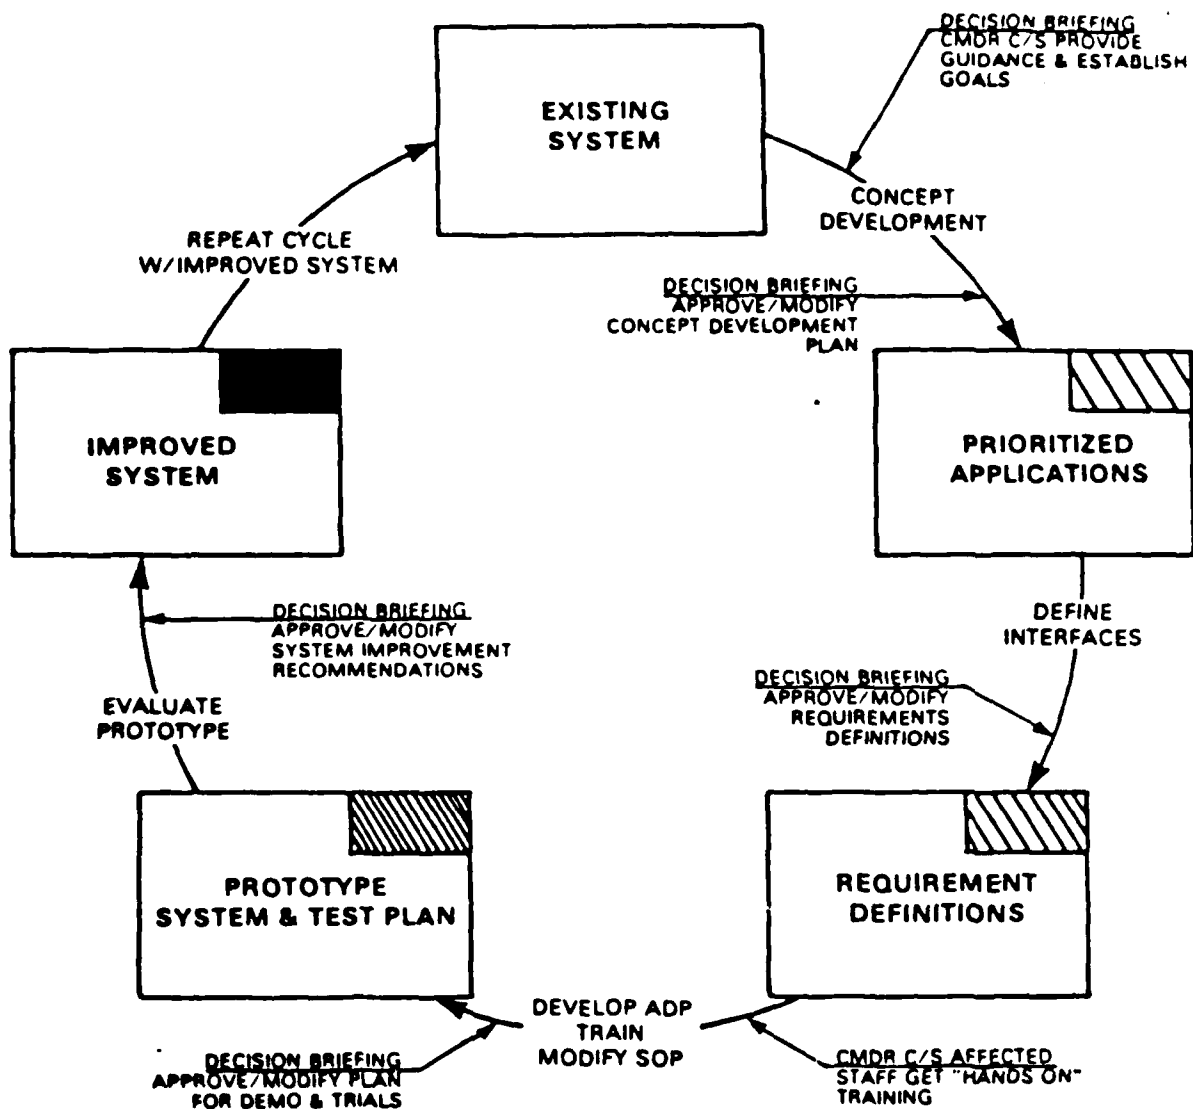 EXISTING
SYSTEM
DECISION BRIEFING
CMDR C/S PROVIDE
GUIDANCE & ESTABLISH
GOALS
CONCEPT
DEVELOPMENT
DECISION BRIEFING
APPROVE/MODIFY
CONCEPT DEVELOPMENT
PLAN
PRIORITIZED
APPLICATIONS
DEFINE
INTERFACES
DECISION BRIEFING
APPROVE/MODIFY
REQUIREMENTS
DEFINITIONS
REQUIREMENT
DEFINITIONS
CMDR C/S AFFECTED
STAFF GET "HANDS ON"
TRAINING
DEVELOP ADP
TRAIN
MODIFY SOP
DECISION BRIEFING
APPROVE/MODIFY PLAN
FOR DEMO & TRIALS
PROTOTYPE
SYSTEM & TEST PLAN
EVALUATE
PROTOTYPE
DECISION BRIEFING
APPROVE/MODIFY
SYSTEM IMPROVEMENT
RECOMMENDATIONS
IMPROVED
SYSTEM
REPEAT CYCLE
W/IMPROVED SYSTEM